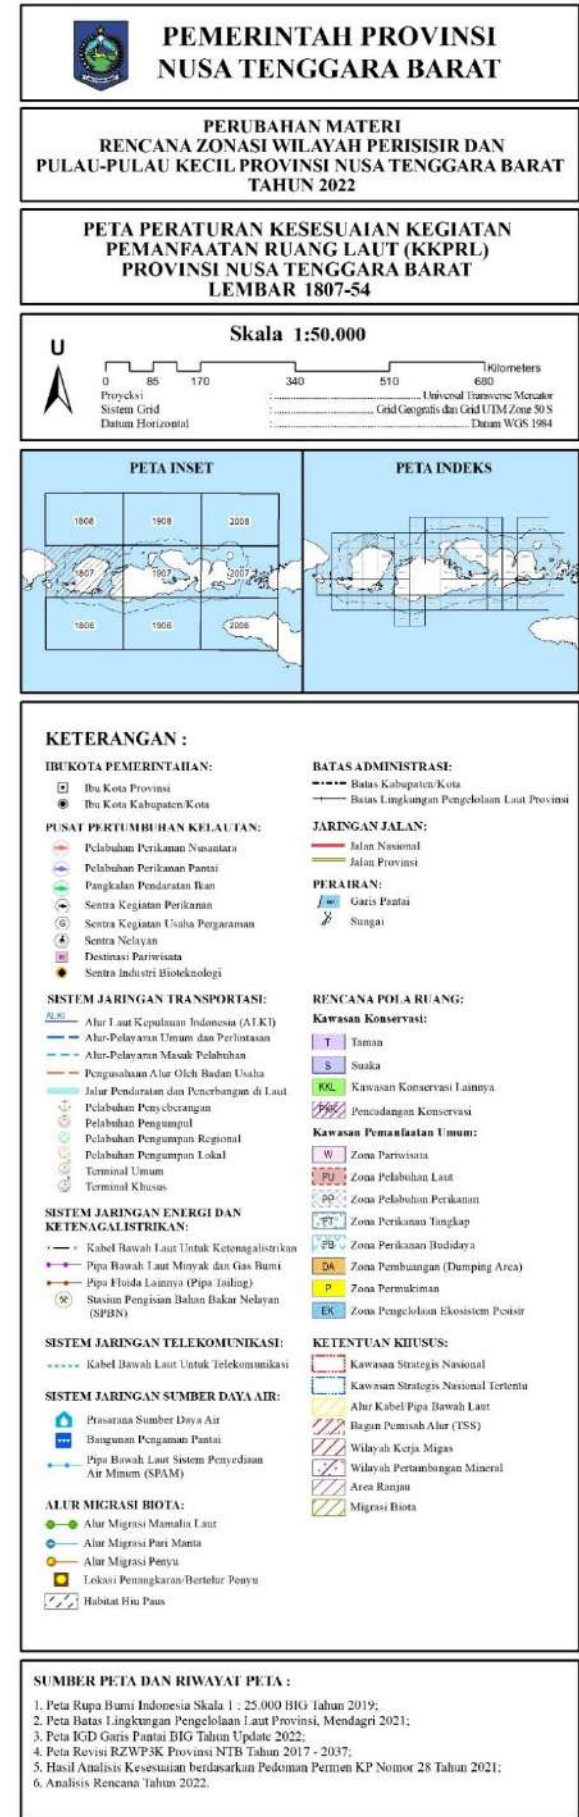 PEMERINTAH PROVINSI
NUSA TENGGARA BARAT
PERUBAHAN MATERI
RENCANA ZONASI WILAYAH PERISISIR DAN
PULAU-PULAU KECIL PROVINSI NUSA TENGGARA BARAT
TAHUN 2022
PETA PERATURAN KESESUAIAN KEGIATAN
PEMANFAATAN RUANG LAUT (KKPRL)
PROVINSI NUSA TENGGARA BARAT
LEMBAR 1807-54
Skala 1:50.000
U
Kilometers
0 85 170 340 510 680
Proyeksi : Universal Transverse Mercator
Sistem Grid : Grid Geografis dan Grid UTM Zone 50 S
Datum Horizontal : Datum WGS 1984
PETA INSET
1808 1908 2008
1807 1907 2007
1806 1906 2006
PETA INDEKS
KETERANGAN :
IBUKOTA PEMERINTAHAN:
Ibu Kota Provinsi
Ibu Kota Kabupaten/Kota
PUSAT PERTUMBUHAN KELAUTAN:
Pelabuhan Perikanan Nusantara
Pelabuhan Perikanan Pantai
Pangkalan Pendaratan Ikan
Sentra Kegiatan Perikanan
G Sentra Kegiatan Usaha Pergaraman
Sentra Nelayan
Destinasi Pariwisata
Sentra Industri Bioteknologi
BATAS ADMINISTRASI:
Batas Kabupaten/Kota
Batas Lingkungan Pengelolaan Laut Provinsi
JARINGAN JALAN:
Jalan Nasional
Jalan Provinsi
PERAIRAN:
Garis Pantai
Sungai
SISTEM JARINGAN TRANSPORTASI:
ALKI Alur Laut Kepulauan Indonesia (ALKI)
Alur-Pelayaran Umum dan Perlintasan
Alur-Pelayaran Masuk Pelabuhan
Pengusahaan Alur Oleh Badan Usaha
Jalur Pendaratan dan Penerbangan di Laut
Pelabuhan Penyeberangan
Pelabuhan Pengumpul
Pelabuhan Pengumpan Regional
Pelabuhan Pengumpan Lokal
Terminal Umum
Terminal Khusus
SISTEM JARINGAN ENERGI DAN
KETENAGALISTRIKAN:
Kabel Bawah Laut Untuk Ketenagalistrikan
Pipa Bawah Laut Minyak dan Gas Bumi
Pipa Fluida Lainnya (Pipa Tailing)
Stasiun Pengisian Bahan Bakar Nelayan
(SPBN)
SISTEM JARINGAN TELEKOMUNIKASI:
Kabel Bawah Laut Untuk Telekomunikasi
SISTEM JARINGAN SUMBER DAYA AIR:
Prasarana Sumber Daya Air
Bangunan Pengaman Pantai
Pipa Bawah Laut Sistem Penyediaan
Air Minum (SPAM)
ALUR MIGRASI BIOTA:
Alur Migrasi Mamalia Laut
Alur Migrasi Pari Manta
Alur Migrasi Penyu
Lokasi Penangkaran/Bertelur Penyu
Habitat Hiu Paus
RENCANA POLA RUANG:
Kawasan Konservasi:
T Taman
S Suaka
KKL Kawasan Konservasi Lainnya
PKK Pencadangan Konservasi
Kawasan Pemanfaatan Umum:
W Zona Pariwisata
PU Zona Pelabuhan Laut
PP Zona Pelabuhan Perikanan
PT Zona Perikanan Tangkap
PB Zona Perikanan Budidaya
DA Zona Pembuangan (Dumping Area)
P Zona Permukiman
EK Zona Pengelolaan Ekosistem Pesisir
KETENTUAN KHUSUS:
Kawasan Strategis Nasional
Kawasan Strategis Nasional Tertentu
Alur Kabel/Pipa Bawah Laut
Bagan Pemisah Alur (TSS)
Wilayah Kerja Migas
Wilayah Pertambangan Mineral
Area Ranjau
Migrasi Biota
SUMBER PETA DAN RIWAYAT PETA :
1. Peta Rupa Bumi Indonesia Skala 1 : 25.000 BIG Tahun 2019;
2. Peta Batas Lingkungan Pengelolaan Laut Provinsi, Mendagri 2021;
3. Peta IGD Garis Pantai BIG Tahun Update 2022;
4. Peta Revisi RZWP3K Provinsi NTB Tahun 2017 - 2037;
5. Hasil Analisis Kesesuaian berdasarkan Pedoman Permen KP Nomor 28 Tahun 2021;
6. Analisis Rencana Tahun 2022.